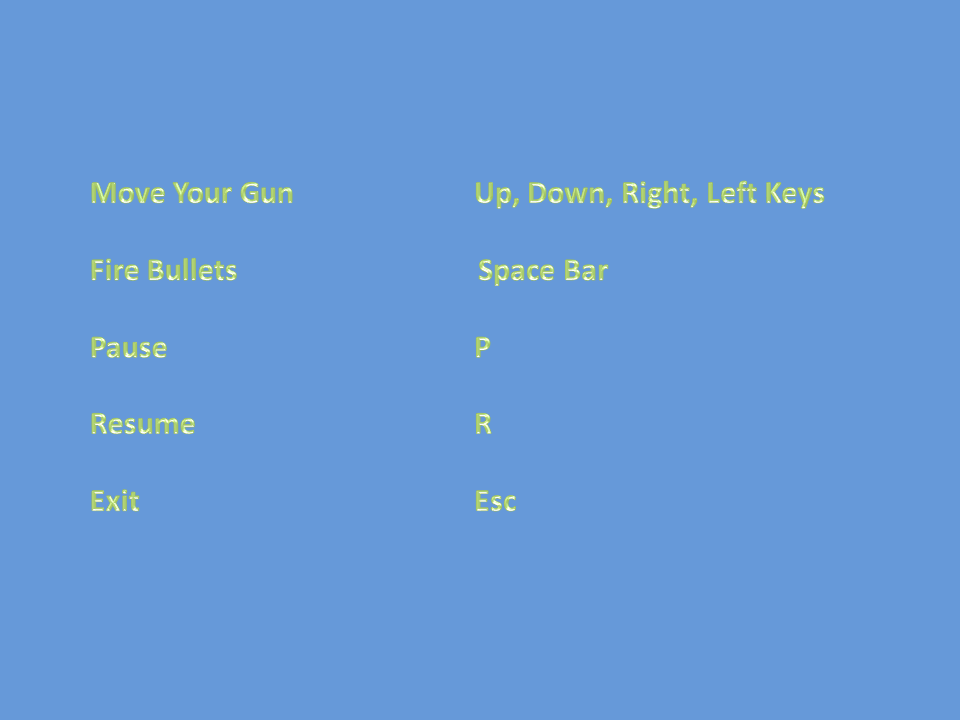 Move Your Gun Up, Down, Right, Left Keys
Fire Bullets Space Bar
Pause P
Resume R
Exit Esc